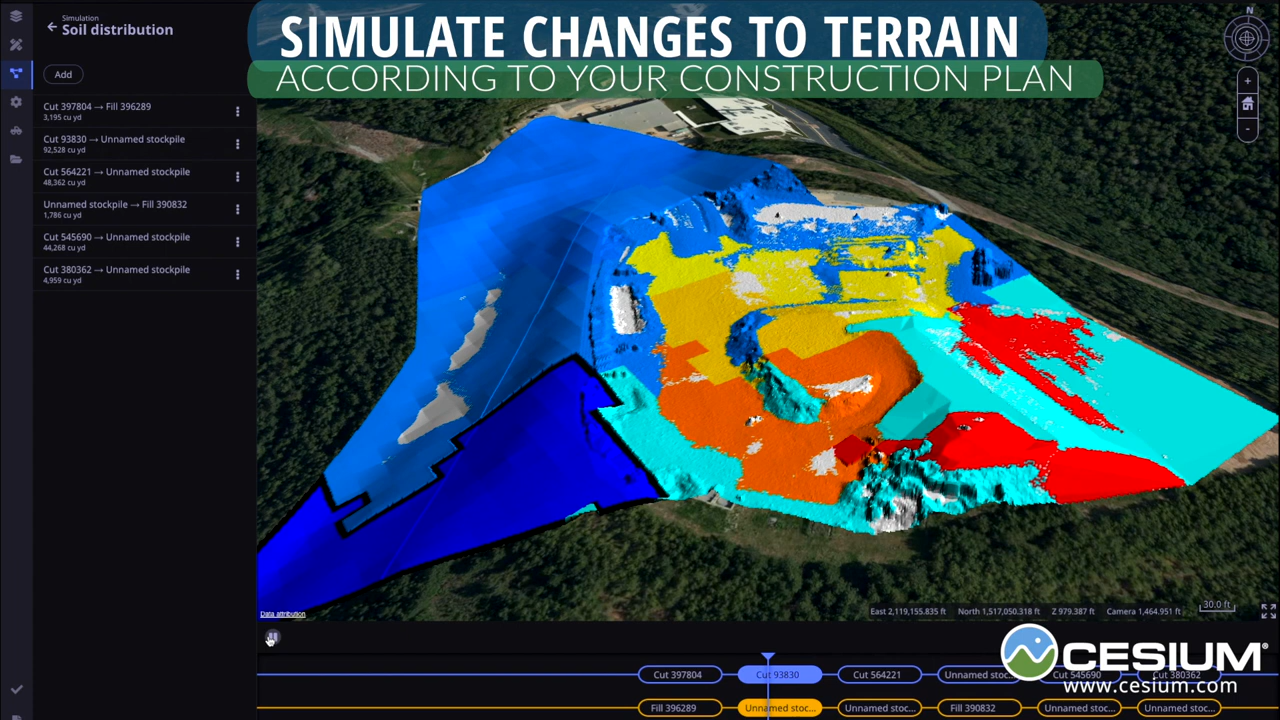 SIMULATE CHANGES TO TERRAIN
ACCORDING TO YOUR CONSTRUCTION PLAN
Simulation
← Soil distribution
Add
Cut 397804 → Fill 396289
3,195 cu yd
Cut 93830 → Unnamed stockpile
92,528 cu yd
Cut 564221 → Unnamed stockpile
48,362 cu yd
Unnamed stockpile → Fill 390832
1,786 cu yd
Cut 545690 → Unnamed stockpile
44,268 cu yd
Cut 380362 → Unnamed stockpile
4,959 cu yd
N
+
-
Data attribution
East 2,119,155.835 ft North 1,517,050.318 ft Z 979.387 ft Camera 1,464.951 ft
30.0 ft
CESIUM®
www.cesium.com
Cut 397804 Cut 93830 Cut 564221 Unnamed stoc... Cut 545690 Cut 380362
Fill 396289 Unnamed stoc... Unnamed stoc... Fill 390832 Unnamed stoc... Unnamed stoc...